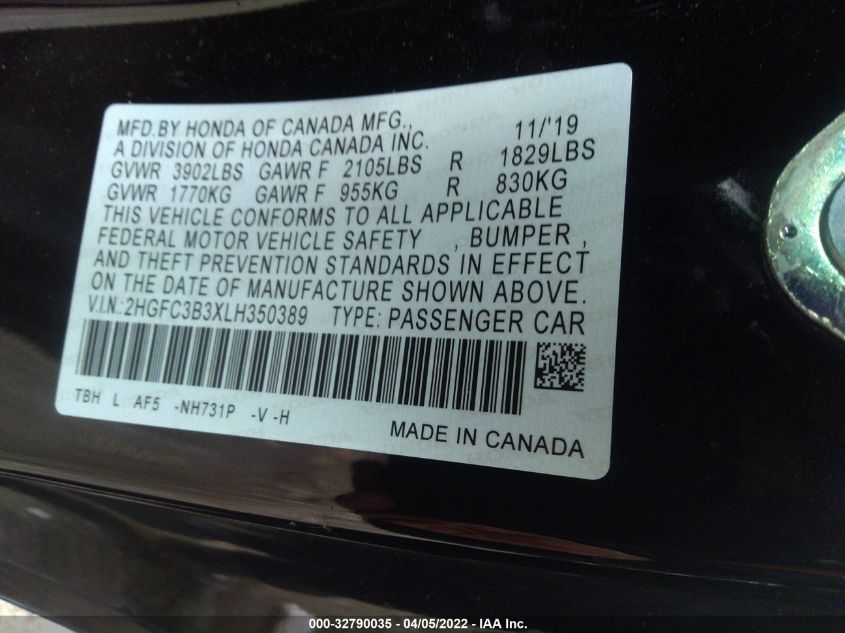 MFD.BY HONDA OF CANADA MFG., 11/'19
A DIVISION OF HONDA CANADA INC.
GVWR 3902LBS GAWR F 2105LBS R 1829LBS
GVWR 1770KG GAWR F 955KG R 830KG
THIS VEHICLE CONFORMS TO ALL APPLICABLE
FEDERAL MOTOR VEHICLE SAFETY , BUMPER ,
AND THEFT PREVENTION STANDARDS IN EFFECT
ON THE DATE OF MANUFACTURE SHOWN ABOVE.
V.I.N.:2HGFC3B3XLH350389 TYPE: PASSENGER CAR
TBH L AF5 -NH731P -V -H
MADE IN CANADA
000-32790035 - 04/05/2022 - IAA Inc.